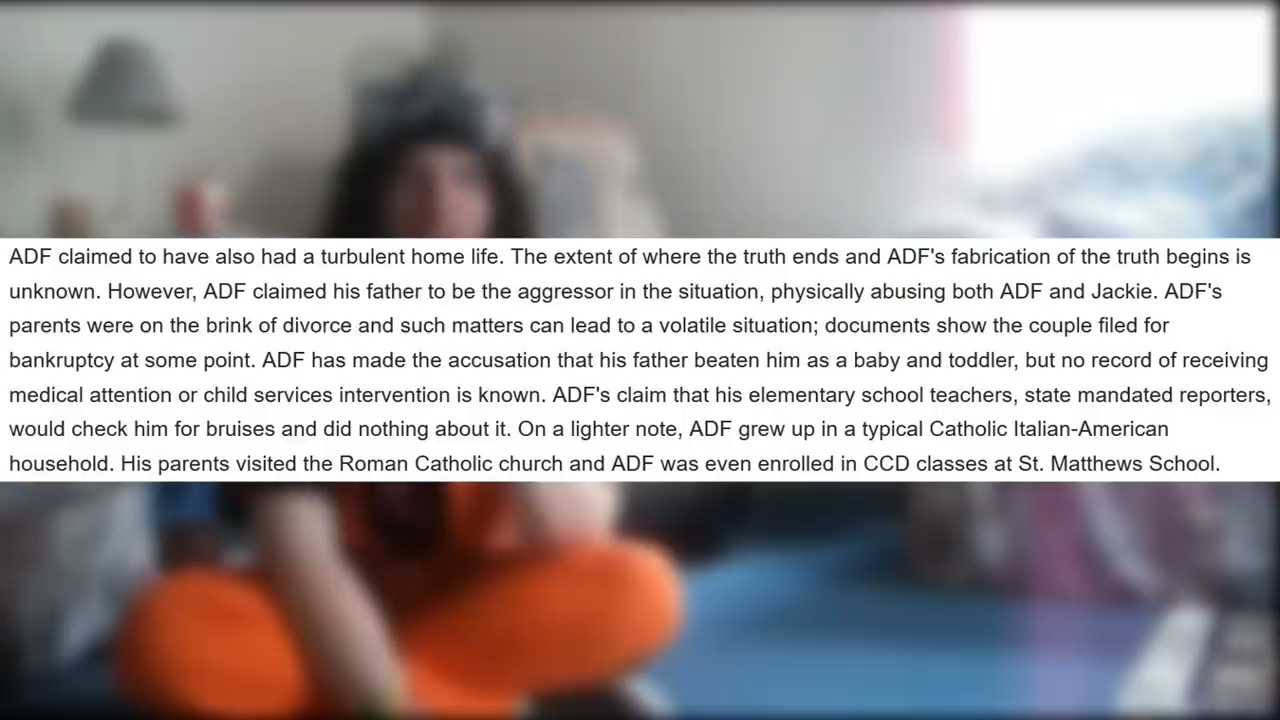 ADF claimed to have also had a turbulent home life. The extent of where the truth ends and ADF's fabrication of the truth begins is
unknown. However, ADF claimed his father to be the aggressor in the situation, physically abusing both ADF and Jackie. ADF's
parents were on the brink of divorce and such matters can lead to a volatile situation; documents show the couple filed for
bankruptcy at some point. ADF has made the accusation that his father beaten him as a baby and toddler, but no record of receiving
medical attention or child services intervention is known. ADF's claim that his elementary school teachers, state mandated reporters,
would check him for bruises and did nothing about it. On a lighter note, ADF grew up in a typical Catholic Italian-American
household. His parents visited the Roman Catholic church and ADF was even enrolled in CCD classes at St. Matthews School.